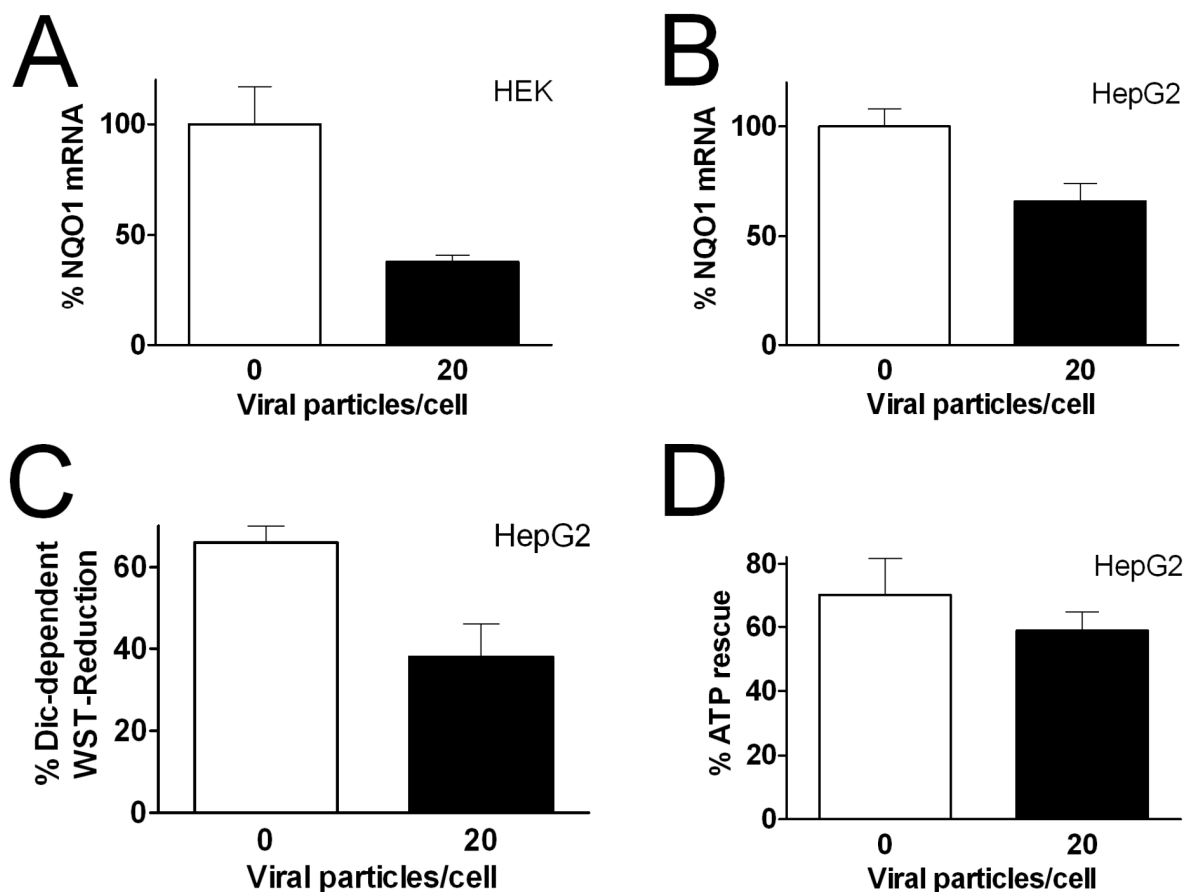 A
HEK
% NQO1 mRNA
100
50
0
0
20
Viral particles/cell
B
HepG2
% NQO1 mRNA
100
50
0
0
20
Viral particles/cell
C
HepG2
% Dic-dependent
WST-Reduction
60
40
20
0
0
20
Viral particles/cell
D
HepG2
% ATP rescue
80
60
40
20
0
0
20
Viral particles/cell